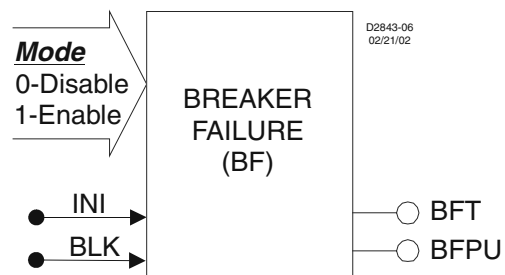 D2843-06
02/21/02
Mode
0-Disable
1-Enable
BREAKER
FAILURE
(BF)
INI
BLK
BFT
BFPU